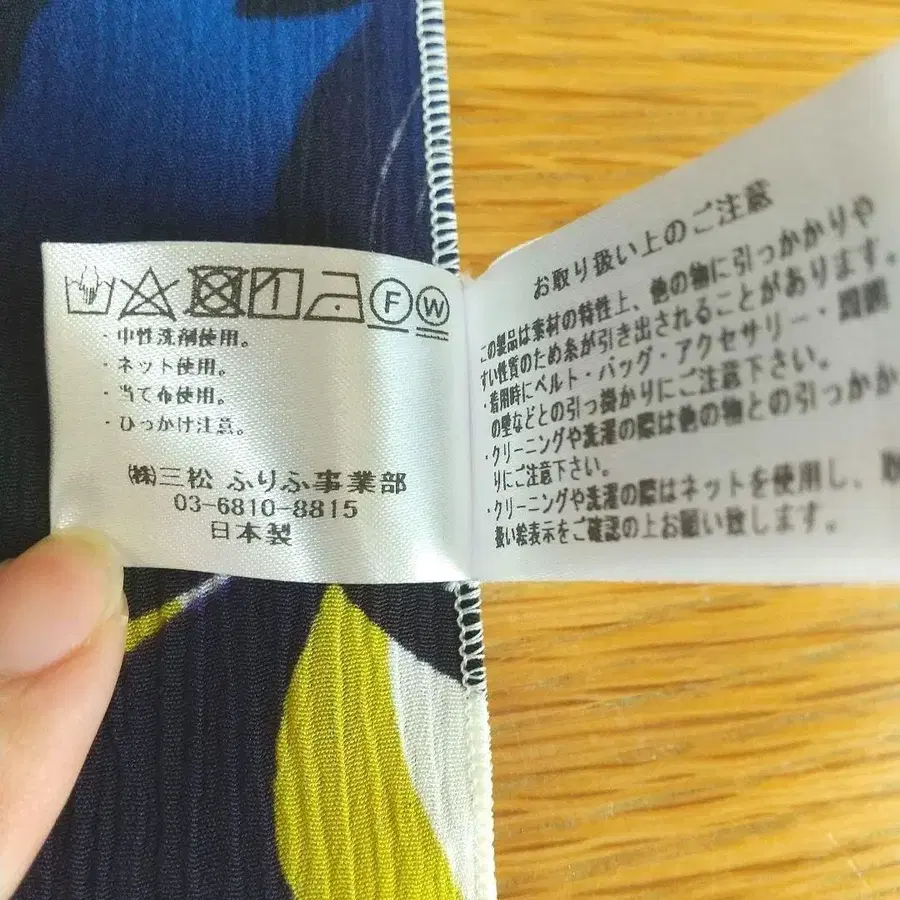 F W
・中性洗剤使用。
・ネット使用。
・当て布使用。
・ひっかけ注意。
㈱三松 ふりふ事業部
03-6810-8815
日本製
お取り扱い上のご注意
この製品は素材の特性上、他の物に引っかかりや
すい性質のため糸が引き出されることがあります。
・着用時にベルト・バッグ・アクセサリー・周囲
の壁などとの引っ掛かりにご注意下さい。
・クリーニングや洗濯の際は他の物との引っかか
りにご注意下さい。
・クリーニングや洗濯の際はネットを使用し、取
扱い絵表示をご確認の上お願い致します。